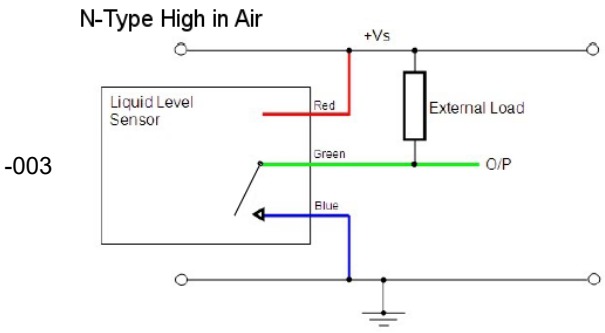 N-Type High in Air
+Vs
Liquid Level
Sensor
Red
External Load
-003
Green
O/P
Blue